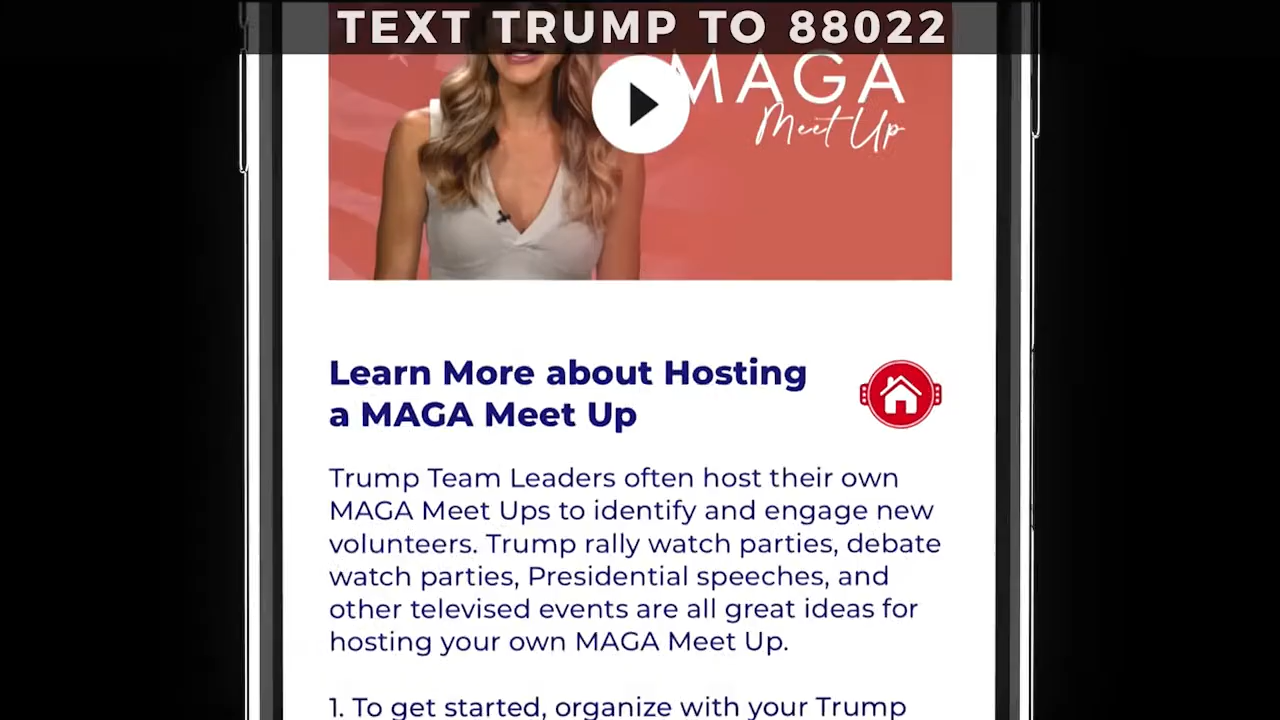 TEXT TRUMP TO 88022
MAGA
Meet Up
Learn More about Hosting
a MAGA Meet Up
Trump Team Leaders often host their own
MAGA Meet Ups to identify and engage new
volunteers. Trump rally watch parties, debate
watch parties, Presidential speeches, and
other televised events are all great ideas for
hosting your own MAGA Meet Up.
1. To get started, organize with your Trump